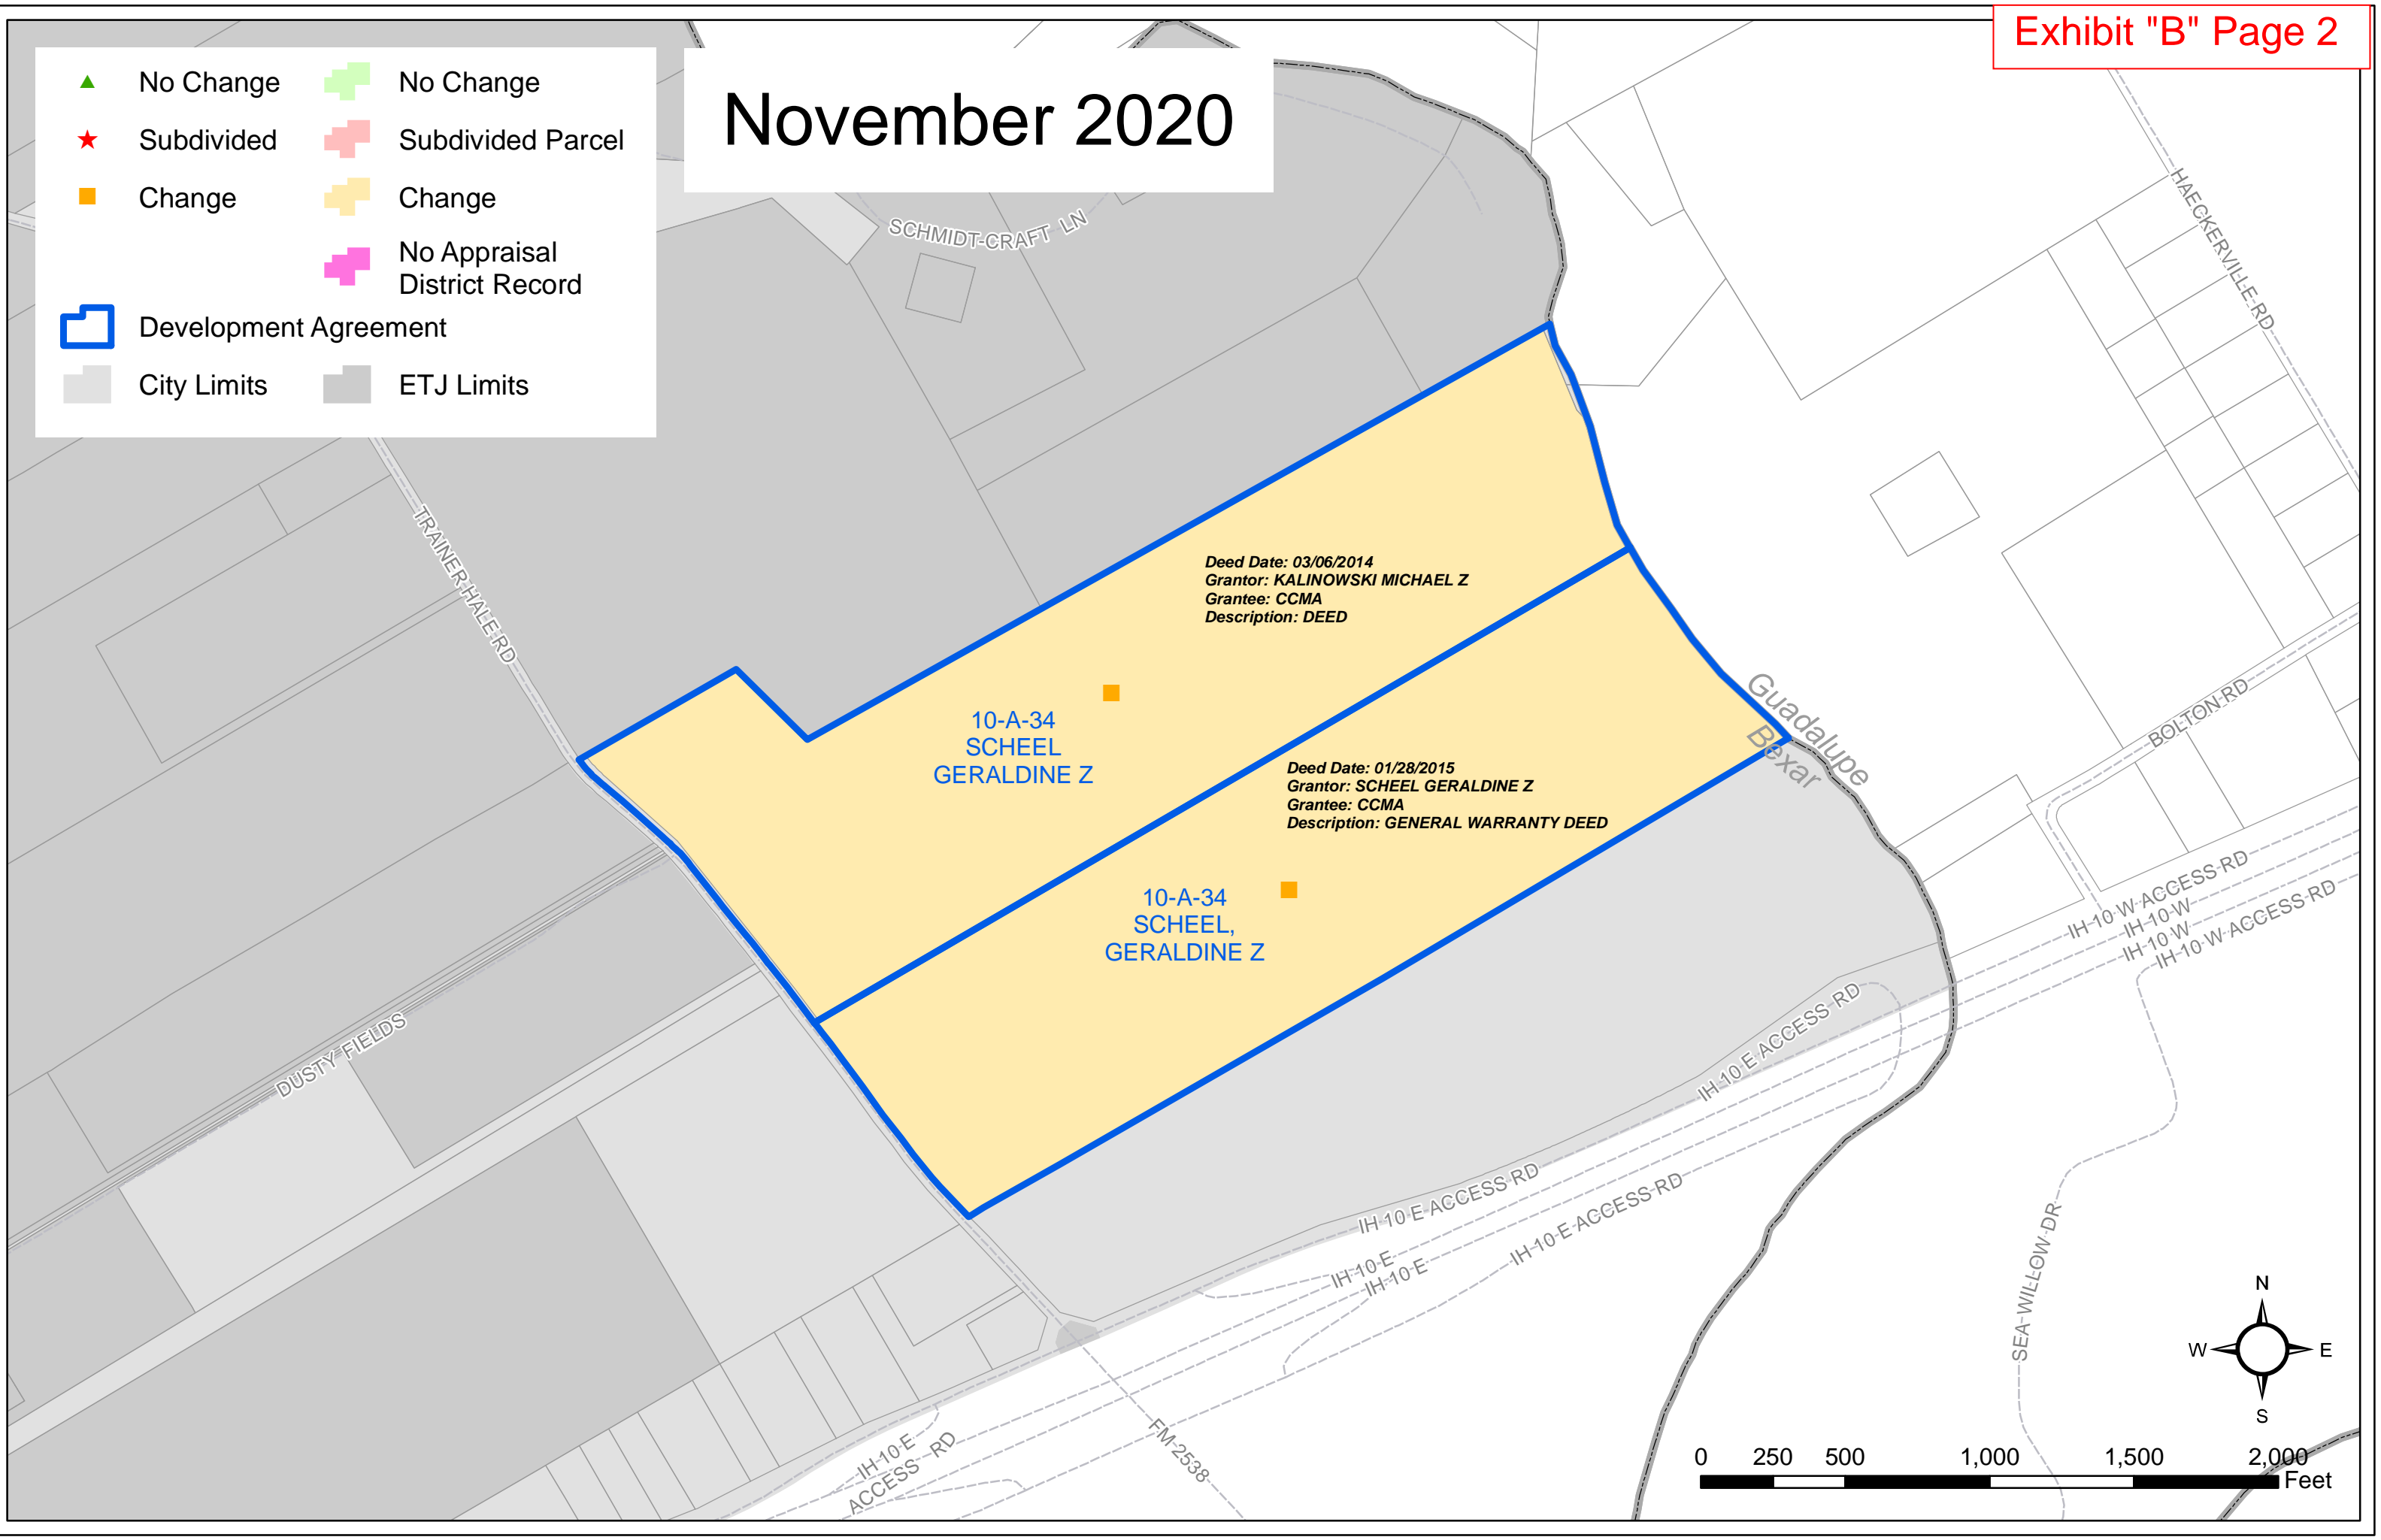 Exhibit "B" Page 2
November 2020
No Change
No Change
Subdivided
Subdivided Parcel
Change
Change
No Appraisal
District Record
Development Agreement
City Limits
ETJ Limits
SCHMIDT-CRAFT LN
HAECKERVILLE RD
TRAINER HALE RD
Deed Date: 03/06/2014
Grantor: KALINOWSKI MICHAEL Z
Grantee: CCMA
Description: DEED
10-A-34
SCHEEL
GERALDINE Z
Guadalupe
Bexar
BOLTON RD
Deed Date: 01/28/2015
Grantor: SCHEEL GERALDINE Z
Grantee: CCMA
Description: GENERAL WARRANTY DEED
10-A-34
SCHEEL,
GERALDINE Z
IH 10 W ACCESS RD
IH 10 W
IH 10 W
IH 10 W ACCESS RD
DUSTY FIELDS
IH 10 E ACCESS RD
IH 10 E ACCESS RD
IH 10 E ACCESS RD
IH 10 E
IH 10 E
SEA WILLOW DR
IH 10 E
ACCESS RD
FM 2538
N
W
E
S
0 250 500 1,000 1,500 2,000
Feet